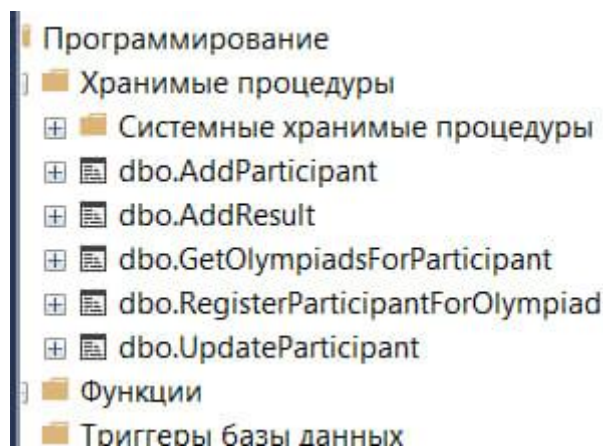 Программирование
Хранимые процедуры
Системные хранимые процедуры
dbo.AddParticipant
dbo.AddResult
dbo.GetOlympiadsForParticipant
dbo.RegisterParticipantForOlympiad
dbo.UpdateParticipant
Функции
Триггеры базы данных